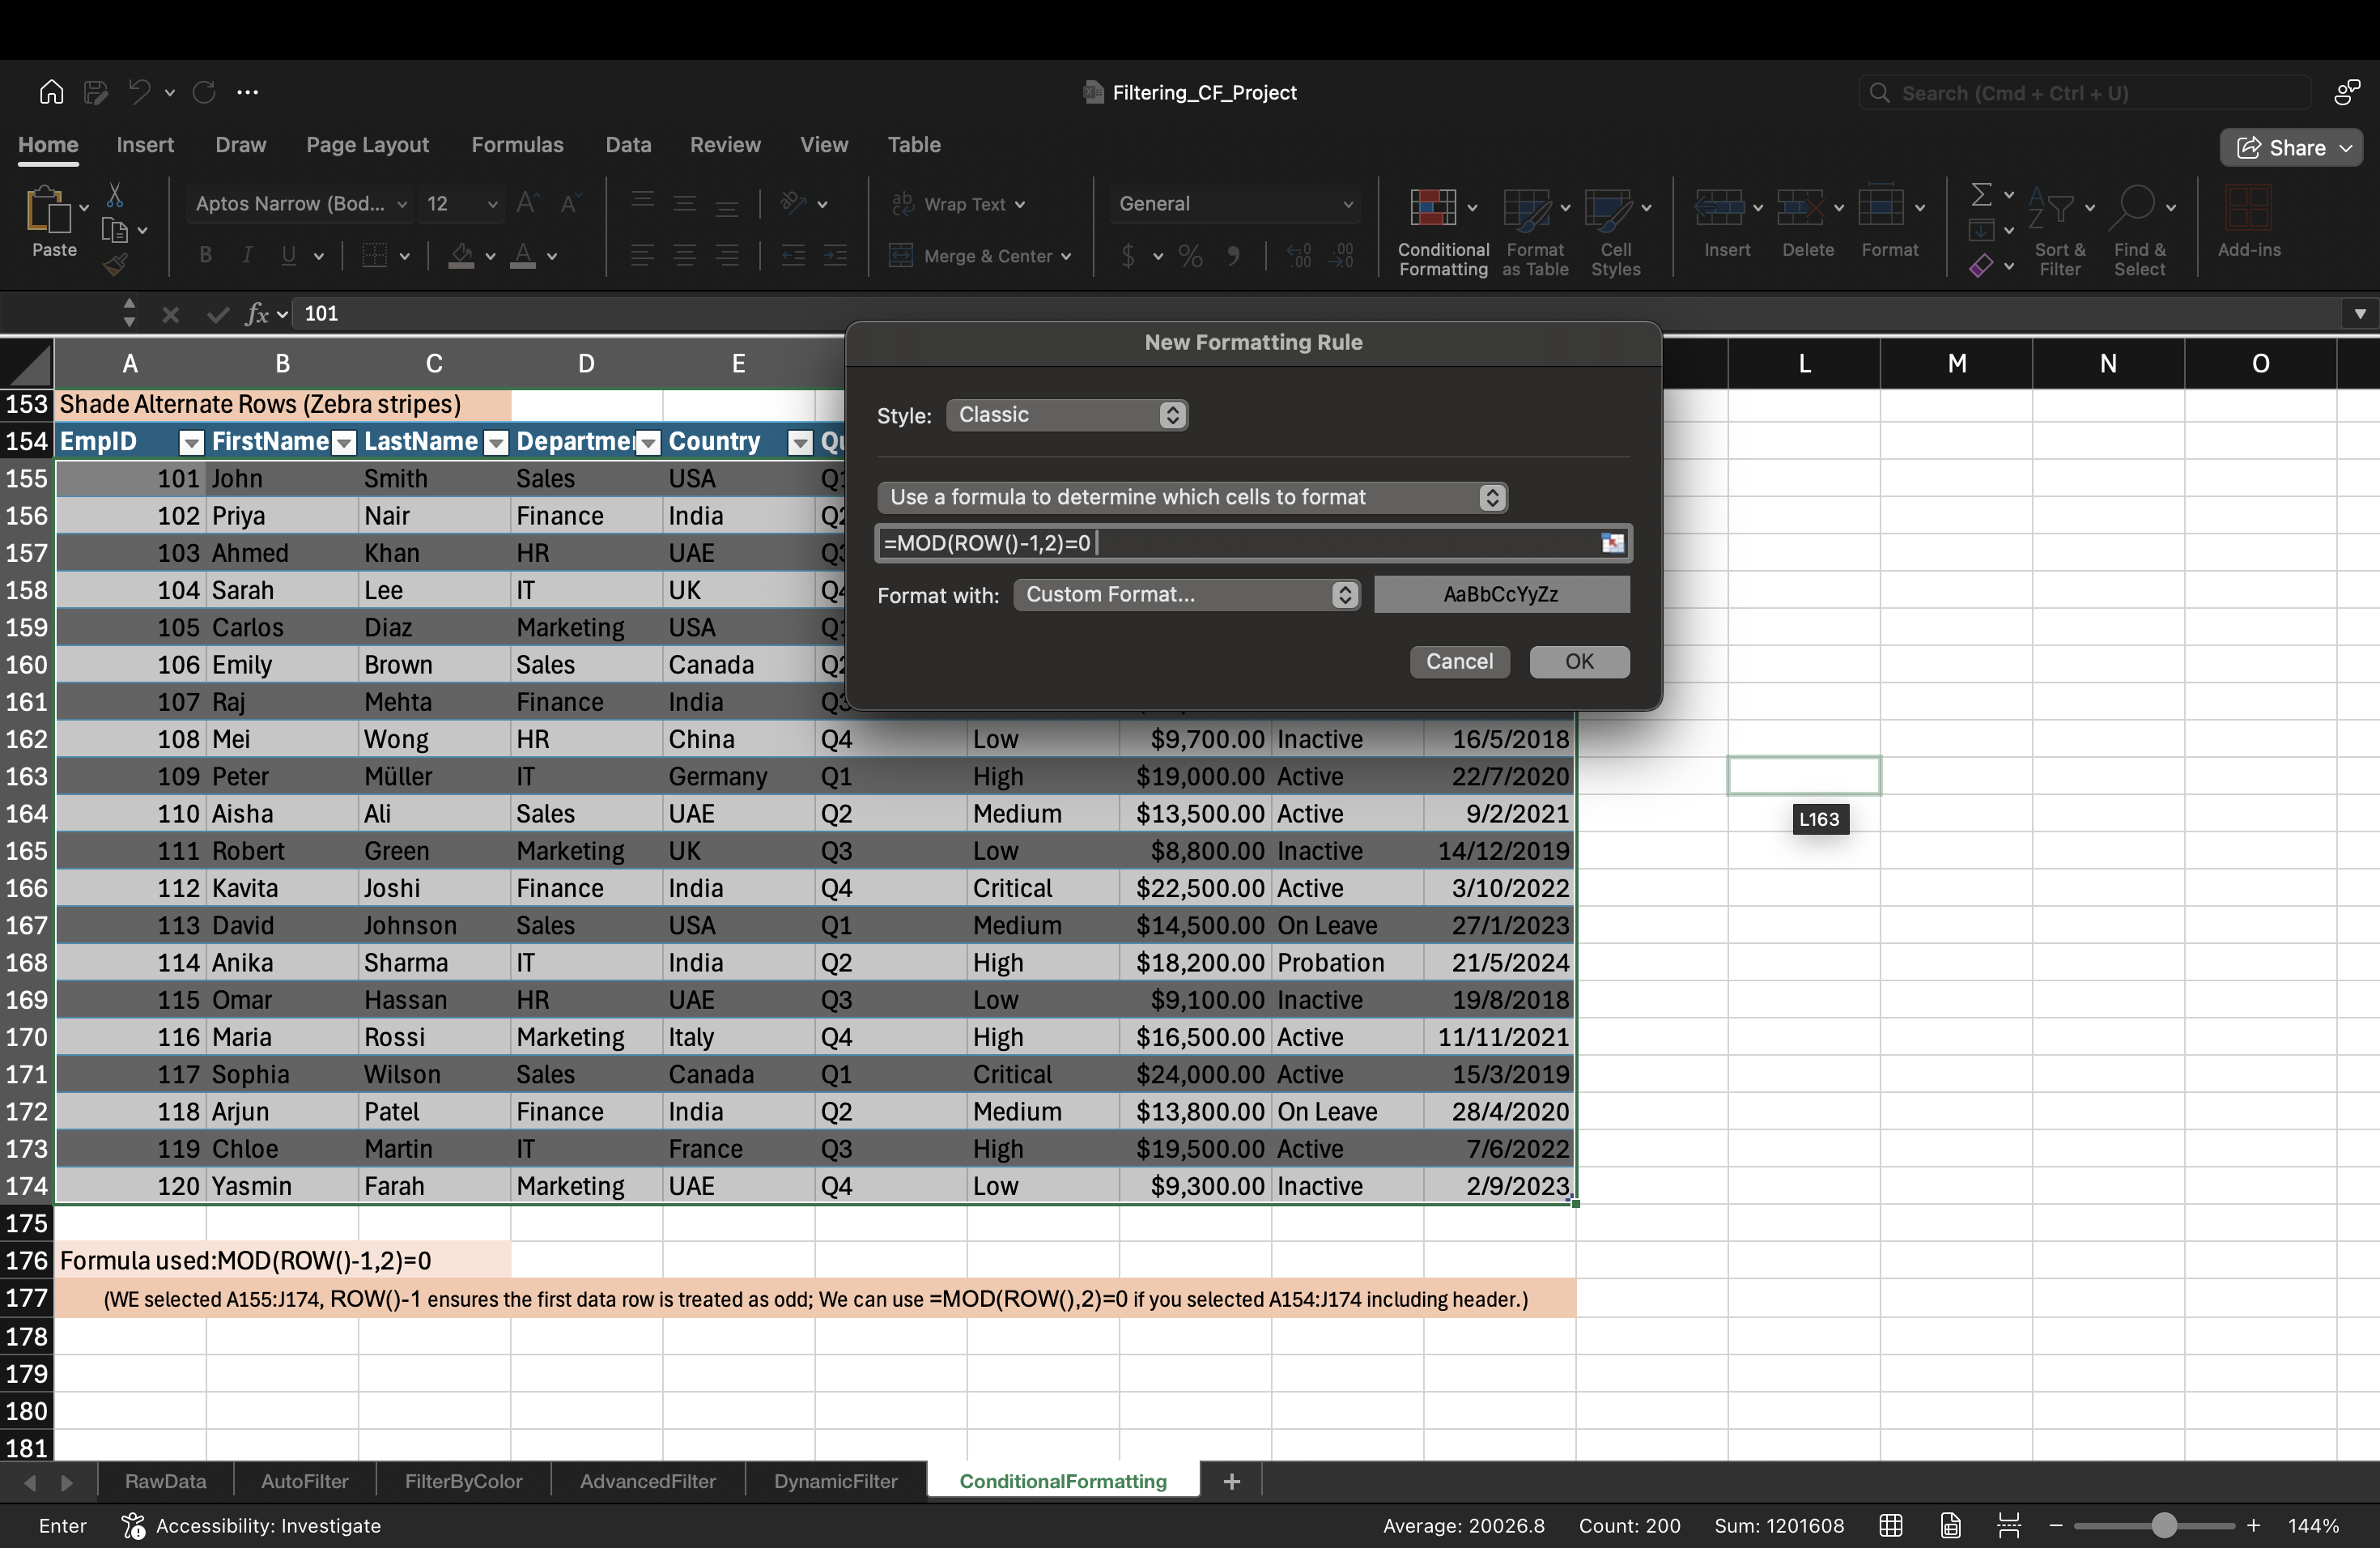 Filtering_CF_Project
Search (Cmd + Ctrl + U)
Home Insert Draw Page Layout Formulas Data Review View Table
Share
Paste
Aptos Narrow (Bod... 12
B I U
Wrap Text
Merge & Center
General
$ %
Conditional Formatting
Format as Table
Cell Styles
Insert
Delete
Format
Sort & Filter
Find & Select
Add-ins
fx 101
New Formatting Rule
Style: Classic
Use a formula to determine which cells to format
=MOD(ROW()-1,2)=0
Format with: Custom Format... AaBbCcYyZz
Cancel OK
A B C D E L M N O
153 Shade Alternate Rows (Zebra stripes)
154 EmpID FirstName LastName Departmer Country Qu
155 101 John Smith Sales USA Q1
156 102 Priya Nair Finance India Q2
157 103 Ahmed Khan HR UAE Q3
158 104 Sarah Lee IT UK Q4
159 105 Carlos Diaz Marketing USA Q1
160 106 Emily Brown Sales Canada Q2
161 107 Raj Mehta Finance India Q3
162 108 Mei Wong HR China Q4 Low $9,700.00 Inactive 16/5/2018
163 109 Peter Müller IT Germany Q1 High $19,000.00 Active 22/7/2020
L163
164 110 Aisha Ali Sales UAE Q2 Medium $13,500.00 Active 9/2/2021
165 111 Robert Green Marketing UK Q3 Low $8,800.00 Inactive 14/12/2019
166 112 Kavita Joshi Finance India Q4 Critical $22,500.00 Active 3/10/2022
167 113 David Johnson Sales USA Q1 Medium $14,500.00 On Leave 27/1/2023
168 114 Anika Sharma IT India Q2 High $18,200.00 Probation 21/5/2024
169 115 Omar Hassan HR UAE Q3 Low $9,100.00 Inactive 19/8/2018
170 116 Maria Rossi Marketing Italy Q4 High $16,500.00 Active 11/11/2021
171 117 Sophia Wilson Sales Canada Q1 Critical $24,000.00 Active 15/3/2019
172 118 Arjun Patel Finance India Q2 Medium $13,800.00 On Leave 28/4/2020
173 119 Chloe Martin IT France Q3 High $19,500.00 Active 7/6/2022
174 120 Yasmin Farah Marketing UAE Q4 Low $9,300.00 Inactive 2/9/2023
175
176 Formula used:MOD(ROW()-1,2)=0
177 (WE selected A155:J174, ROW()-1 ensures the first data row is treated as odd; We can use =MOD(ROW(),2)=0 if you selected A154:J174 including header.)
178
179
180
181
RawData AutoFilter FilterByColor AdvancedFilter DynamicFilter ConditionalFormatting +
Enter Accessibility: Investigate Average: 20026.8 Count: 200 Sum: 1201608 144%